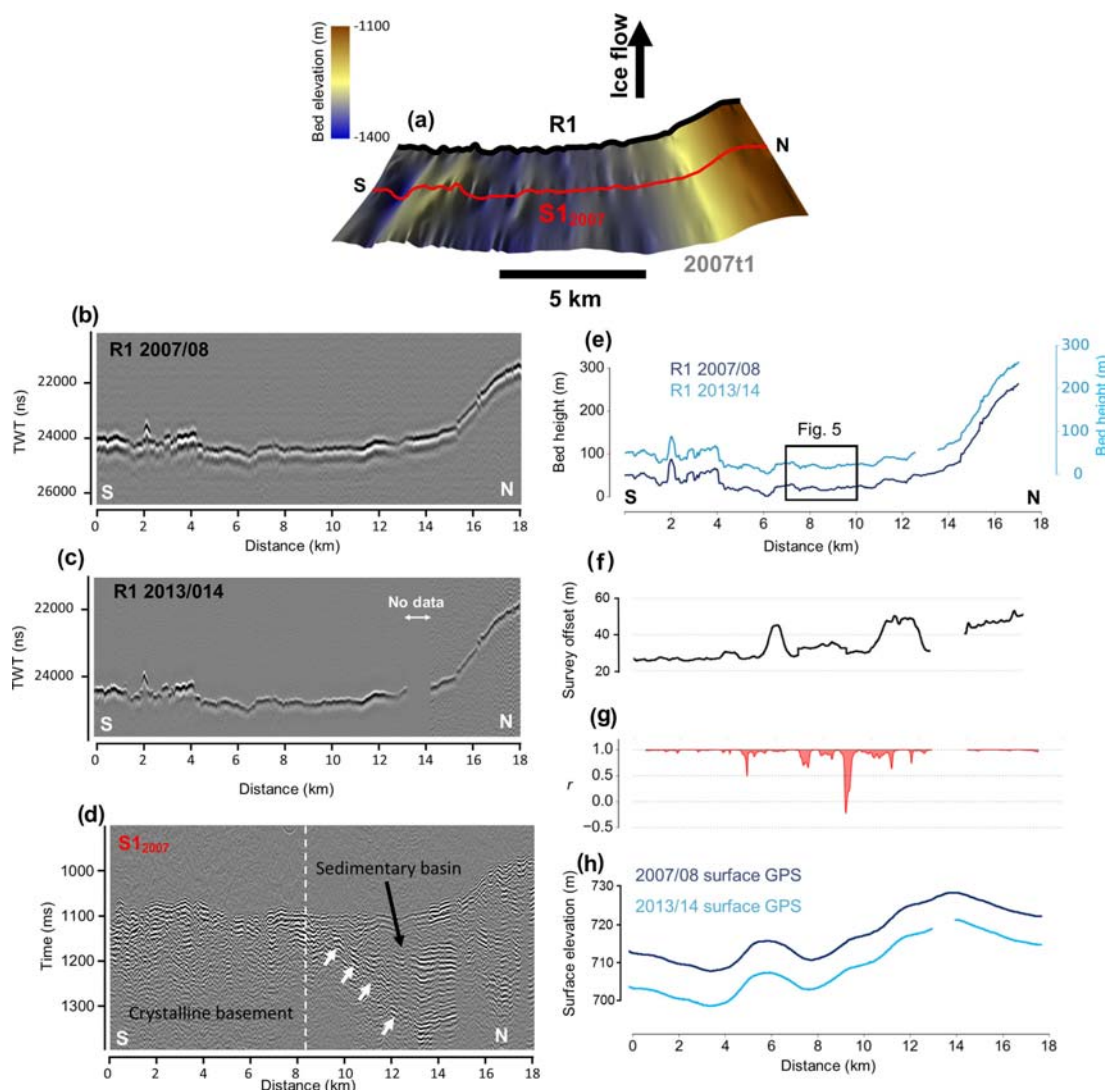 Bed elevation (m)
-1100
-1400
Ice flow
(a)
R1
S
N
S1₂₀₀₇
2007t1
5 km
(b)
R1 2007/08
TWT (ns)
22000
24000
26000
S
N
0 2 4 6 8 10 12 14 16 18
Distance (km)
(c)
R1 2013/014
No data
TWT (ns)
22000
24000
S
N
0 2 4 6 8 10 12 14 16 18
Distance (km)
(d)
S1₂₀₀₇
Sedimentary basin
Time (ms)
1000
1100
1200
1300
Crystalline basement
S
N
0 2 4 6 8 10 12 14 16 18
Distance (km)
(e)
R1 2007/08
R1 2013/14
Fig. 5
Bed height (m)
300
200
100
0
300
200
100
0
Bed height (m)
S
N
0 2 4 6 8 10 12 14 16 18
Distance (km)
(f)
Survey offset (m)
60
40
20
(g)
r
1.0
0.5
0.0
−0.5
(h)
2007/08 surface GPS
2013/14 surface GPS
Surface elevation (m)
730
720
710
700
0 2 4 6 8 10 12 14 16 18
Distance (km)